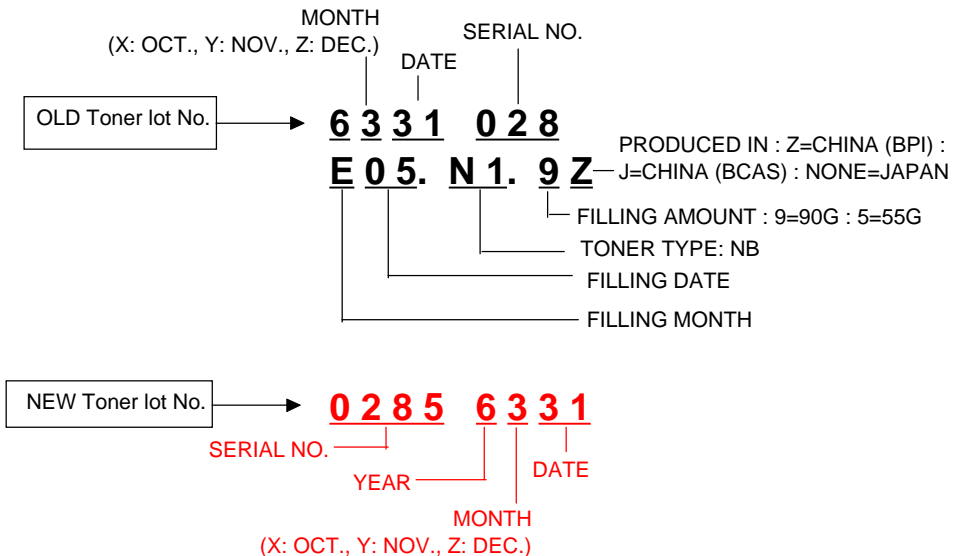 MONTH
(X: OCT., Y: NOV., Z: DEC.)
SERIAL NO.
DATE
OLD Toner lot No.
6 3 3 1 0 2 8
E 0 5. N 1. 9 Z
PRODUCED IN : Z=CHINA (BPI) :
J=CHINA (BCAS) : NONE=JAPAN
FILLING AMOUNT : 9=90G : 5=55G
TONER TYPE: NB
FILLING DATE
FILLING MONTH
NEW Toner lot No.
0 2 8 5 6 3 3 1
SERIAL NO.
YEAR
DATE
MONTH
(X: OCT., Y: NOV., Z: DEC.)